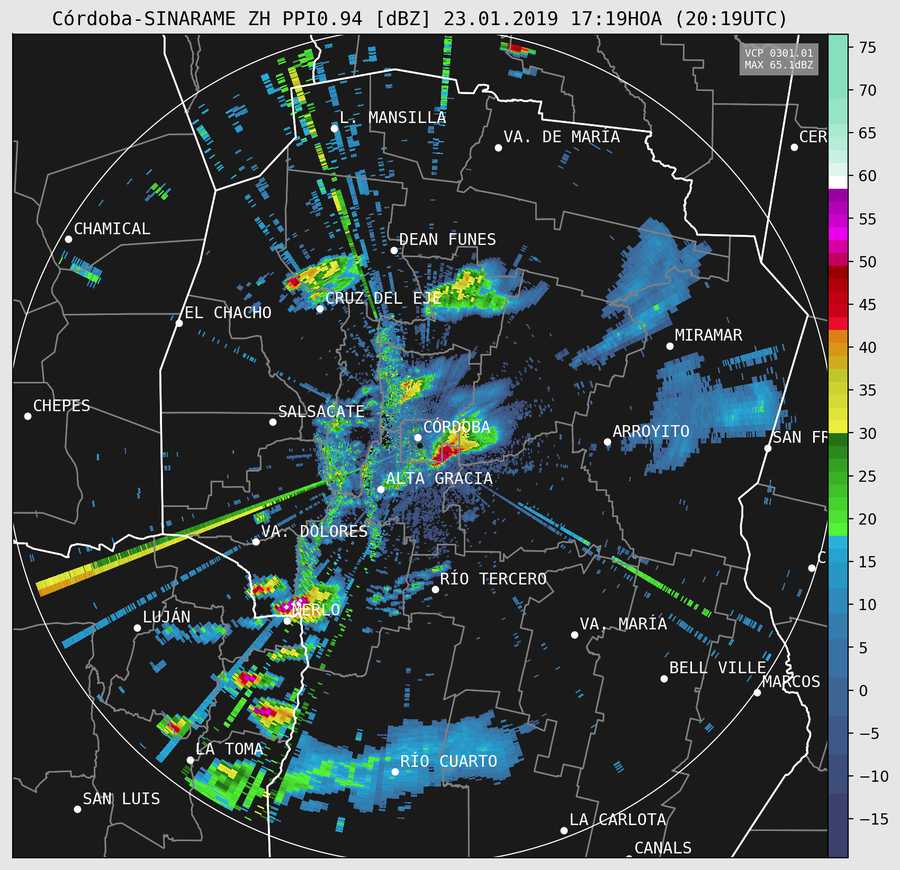 Córdoba-SINARAME ZH PPI0.94 [dBZ] 23.01.2019 17:19HOA (20:19UTC)
VCP 0301.01
MAX 65.1dBZ
75
70
65
60
55
50
45
40
35
30
25
20
15
10
5
0
−5
−10
−15
L. MANSILLA
VA. DE MARÍA
CER
CHAMICAL
DEAN FUNES
CRUZ DEL EJE
EL CHACHO
MIRAMAR
CHEPES
SALSACATE
CÓRDOBA
ARROYITO
SAN FR
ALTA GRACIA
VA. DOLORES
C
RÍO TERCERO
MERLO
LUJÁN
VA. MARÍA
BELL VILLE
MARCOS
LA TOMA
RÍO CUARTO
SAN LUIS
LA CARLOTA
CANALS